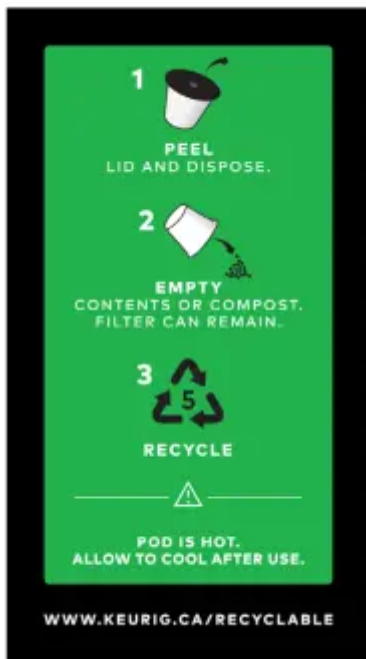 1
PEEL
LID AND DISPOSE.
2
EMPTY
CONTENTS OR COMPOST.
FILTER CAN REMAIN.
3
5
RECYCLE
POD IS HOT.
ALLOW TO COOL AFTER USE.
WWW.KEURIG.CA/RECYCLABLE